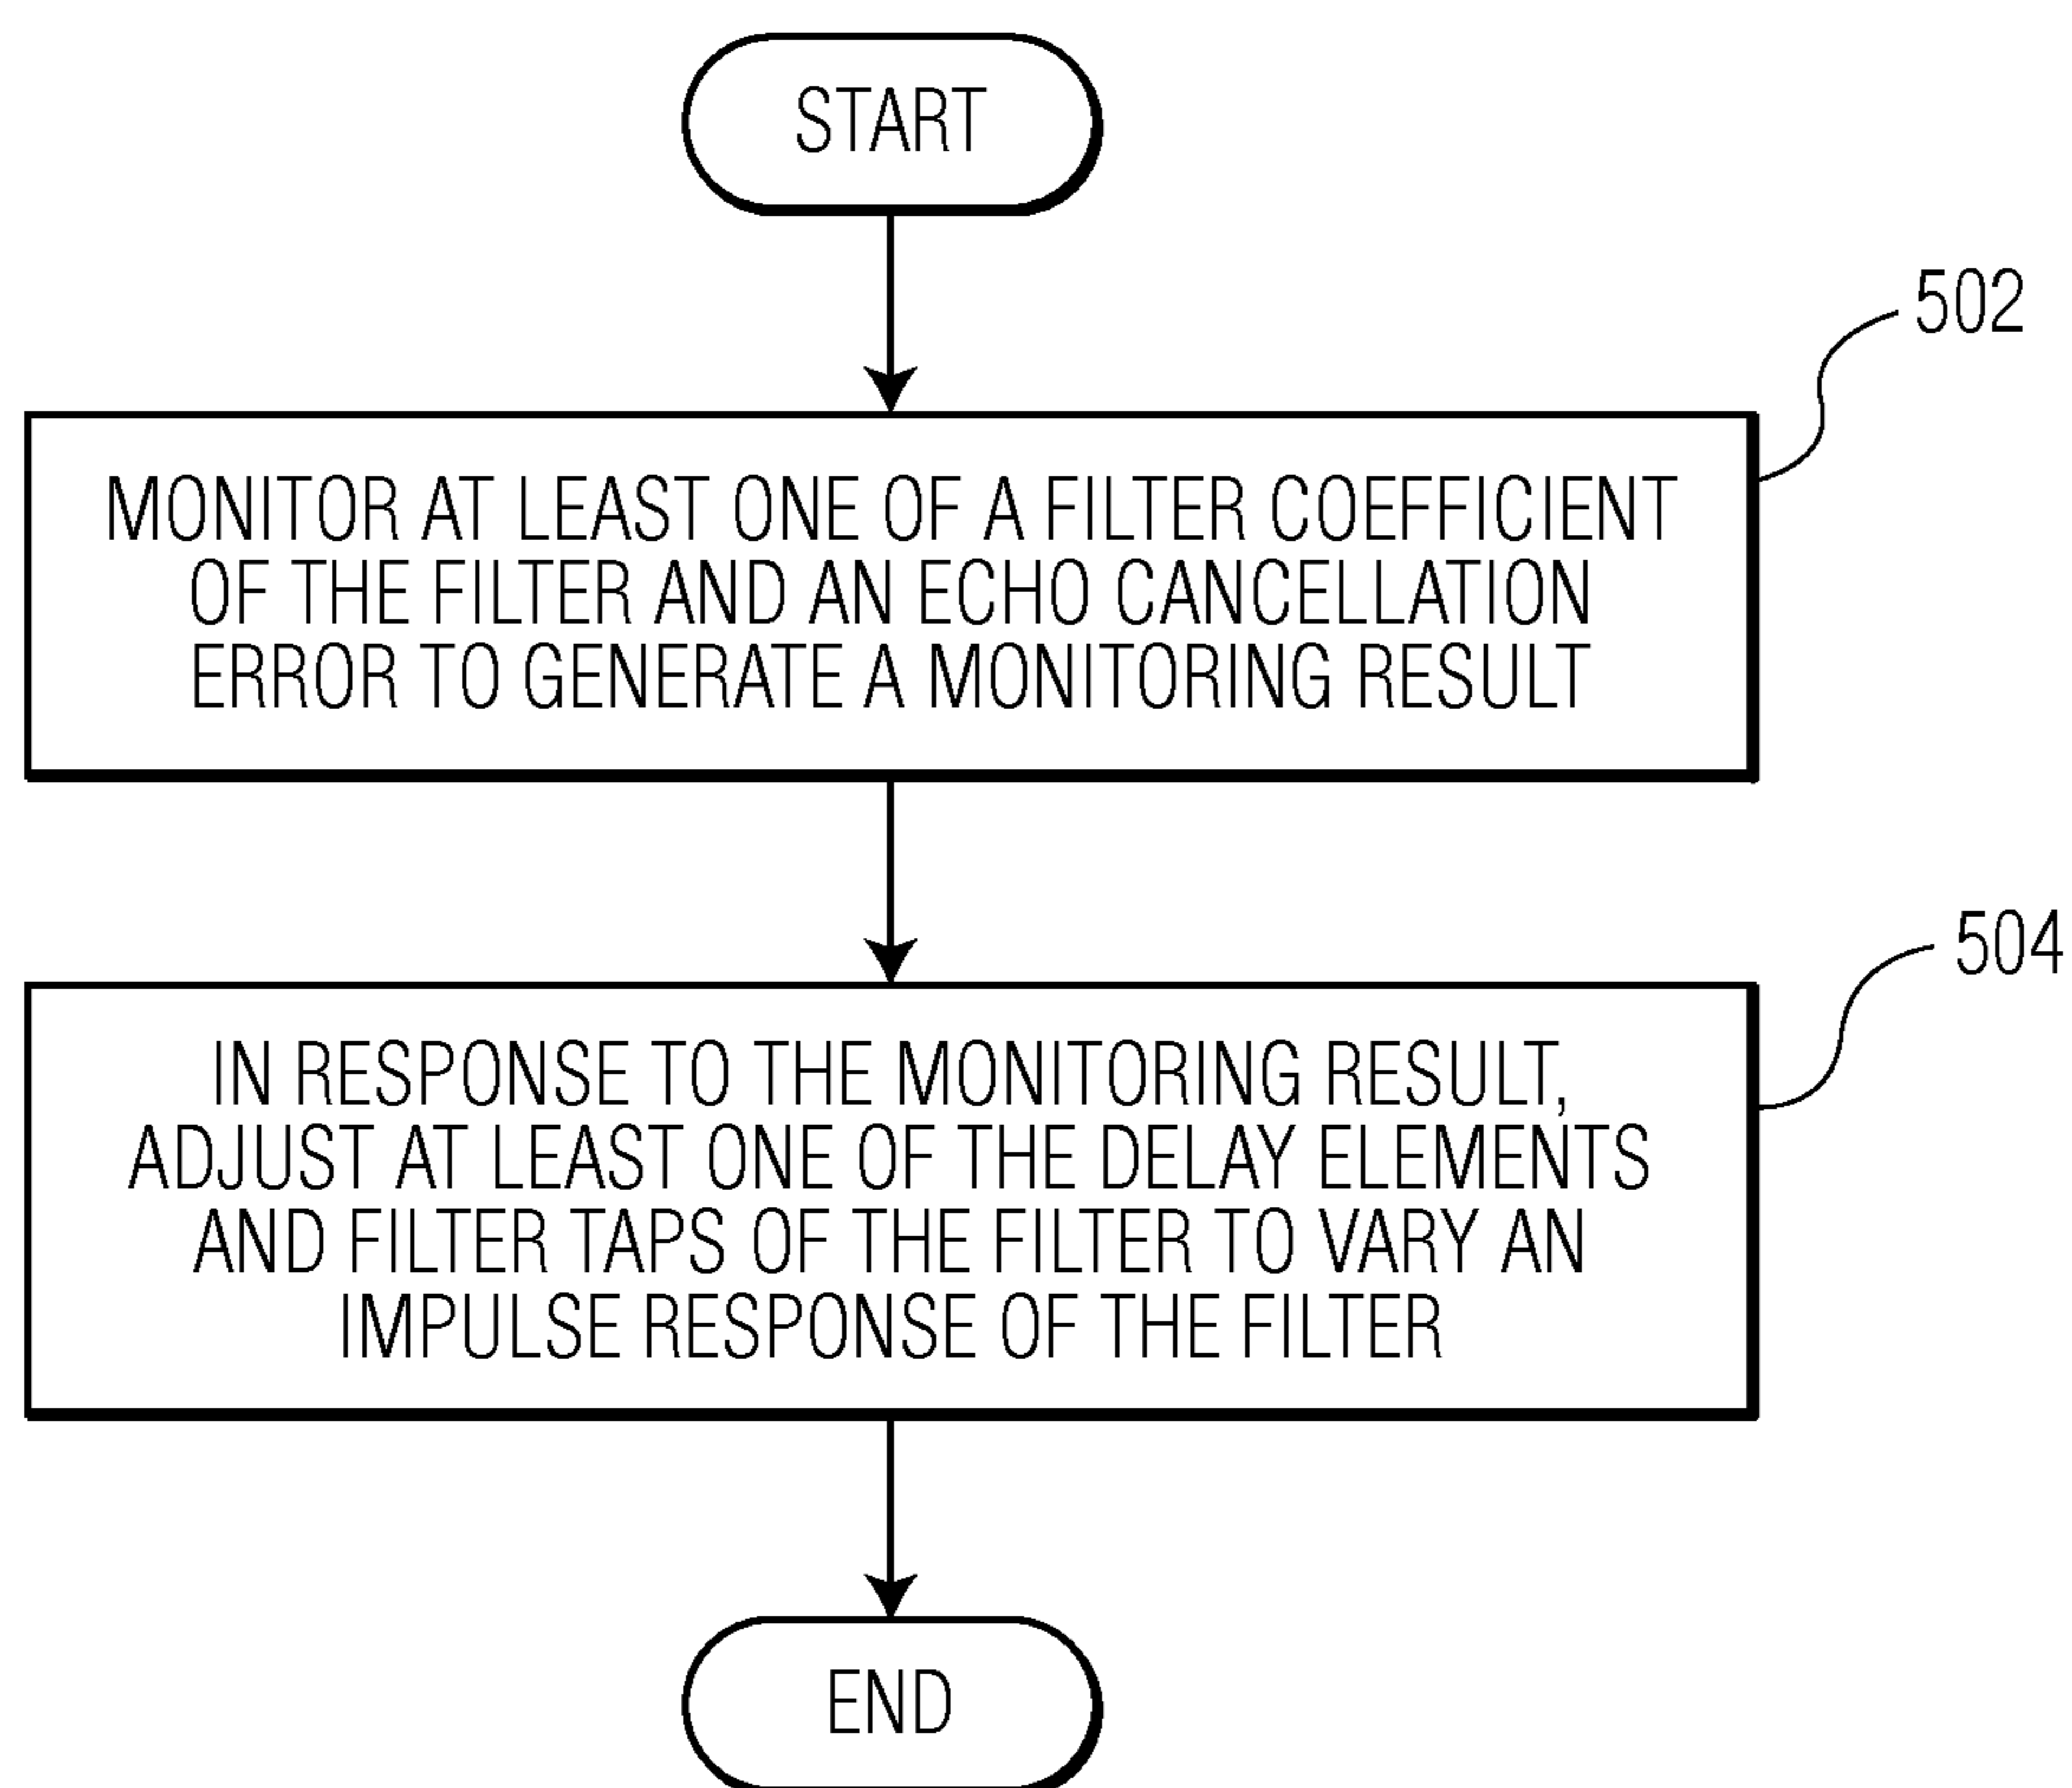 START
502
MONITOR AT LEAST ONE OF A FILTER COEFFICIENT
OF THE FILTER AND AN ECHO CANCELLATION
ERROR TO GENERATE A MONITORING RESULT
504
IN RESPONSE TO THE MONITORING RESULT,
ADJUST AT LEAST ONE OF THE DELAY ELEMENTS
AND FILTER TAPS OF THE FILTER TO VARY AN
IMPULSE RESPONSE OF THE FILTER
END